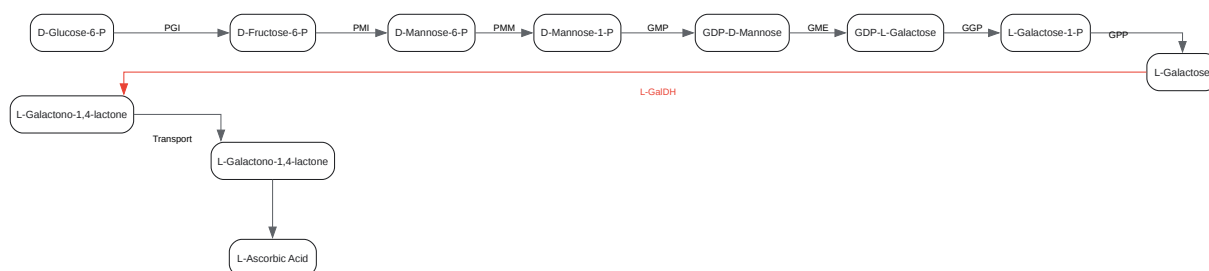 D-Glucose-6-P
PGI
D-Fructose-6-P
PMI
D-Mannose-6-P
PMM
D-Mannose-1-P
GMP
GDP-D-Mannose
GME
GDP-L-Galactose
GGP
L-Galactose-1-P
GPP
L-Galactose
L-GalDH
L-Galactono-1,4-lactone
Transport
L-Galactono-1,4-lactone
L-Ascorbic Acid